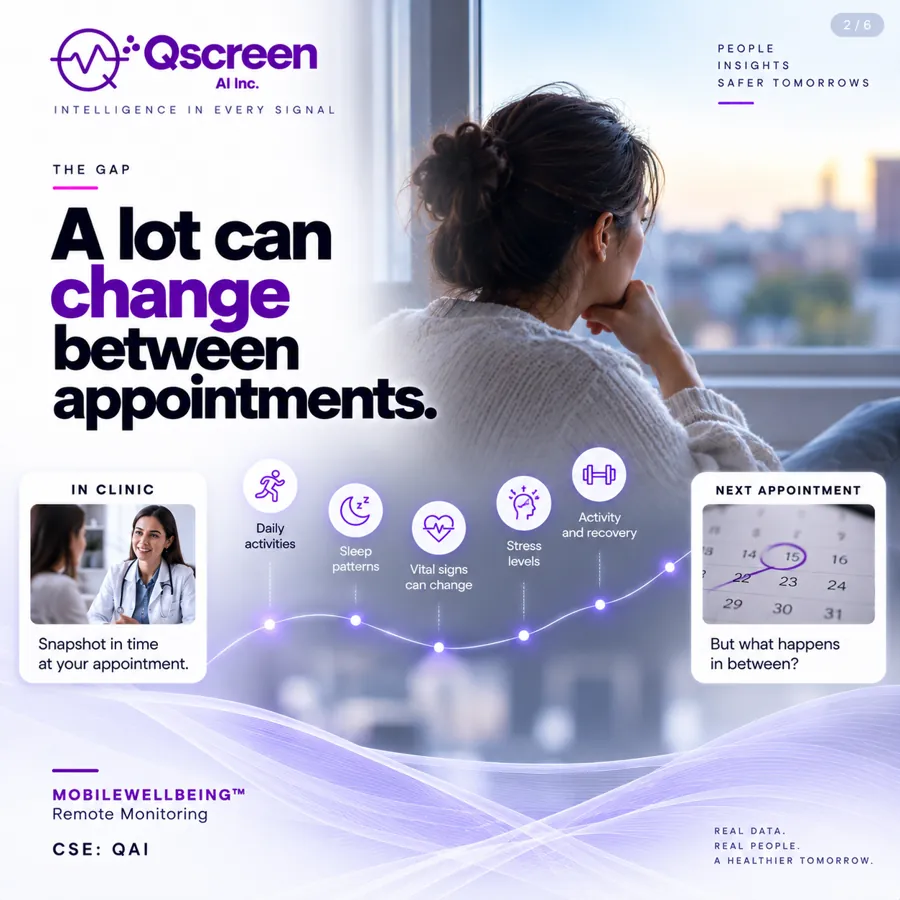 2 / 6
Qscreen
AI Inc.
INTELLIGENCE IN EVERY SIGNAL
PEOPLE
INSIGHTS
SAFER TOMORROWS
THE GAP
A lot can
change
between
appointments.
IN CLINIC
Snapshot in time
at your appointment.
Daily
activities
Sleep
patterns
Vital signs
can change
Stress
levels
Activity
and recovery
NEXT APPOINTMENT
14 15 16
22 23 24
29 30 31
But what happens
in between?
MOBILEWELLBEING™
Remote Monitoring
CSE: QAI
REAL DATA.
REAL PEOPLE.
A HEALTHIER TOMORROW.